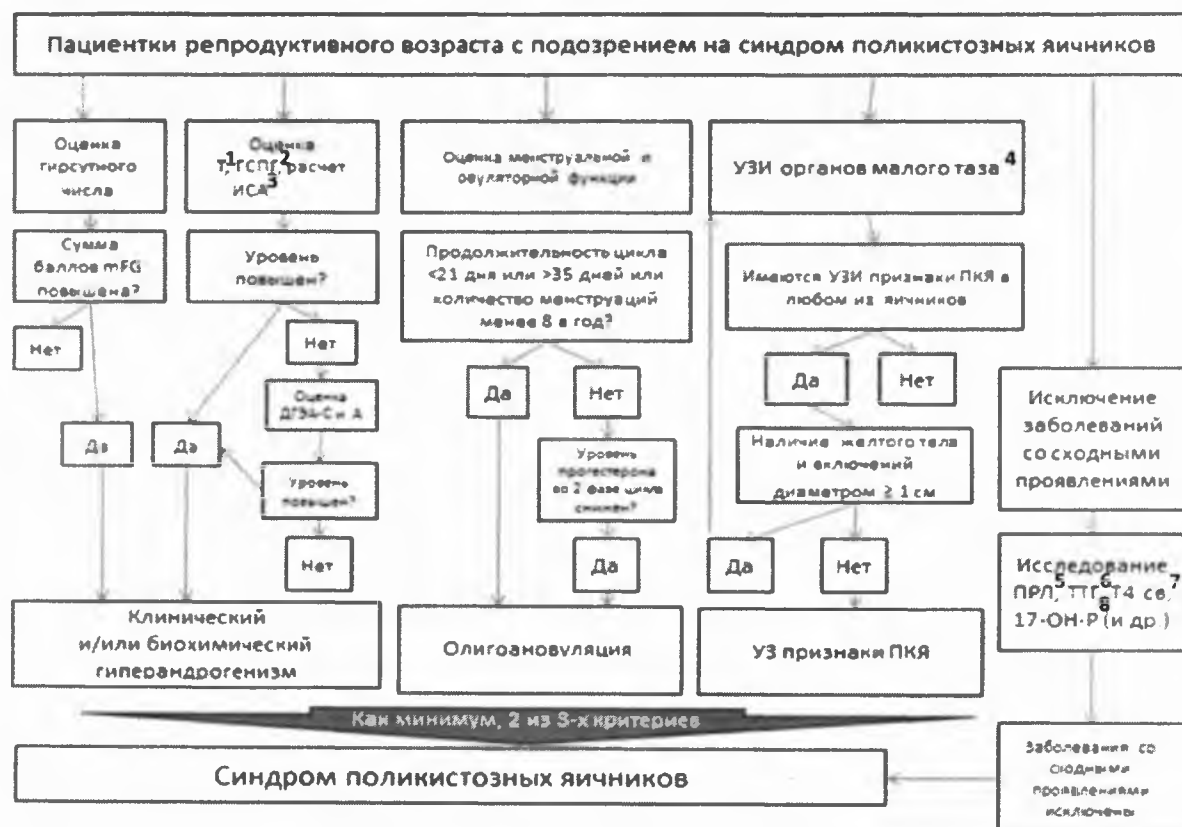 Пациентки репродуктивного возраста с подозрением на синдром поликистозных яичников
Оценка
гирсутного
числа
Оценка
Т,1 ГСПГ,2 расчет
ИСА3
Оценка менструальной и
овуляторной функции
УЗИ органов малого таза 4
Сумма
баллов mFG
повышена?
Уровень
повышен?
Продолжительность цикла
<21 дня или >35 дней или
количество менструаций
менее 8 в год?
Имеются УЗИ признаки ПКЯ в
любом из яичников
Нет
Нет
Да
Нет
Да
Нет
Оценка
ДГЭА-С и А
Исключение
заболеваний
со сходными
проявлениями
Да
Да
Уровень
повышен?
Уровень
прогестерона
во 2 фазе цикла
снижен?
Наличие желтого тела
и включений
диаметром ≥ 1 см
Нет
Да
Да
Нет
Исследование
ПРЛ,5 ТТГ,6 Т4 св,7
17-ОН-Р8 (и др.)
Клинический
и/или биохимический
гиперандрогенизм
Олигоановуляция
УЗ признаки ПКЯ
Как минимум, 2 из 3-х критериев
Синдром поликистозных яичников
Заболевания со
сходными
проявлениями
исключены